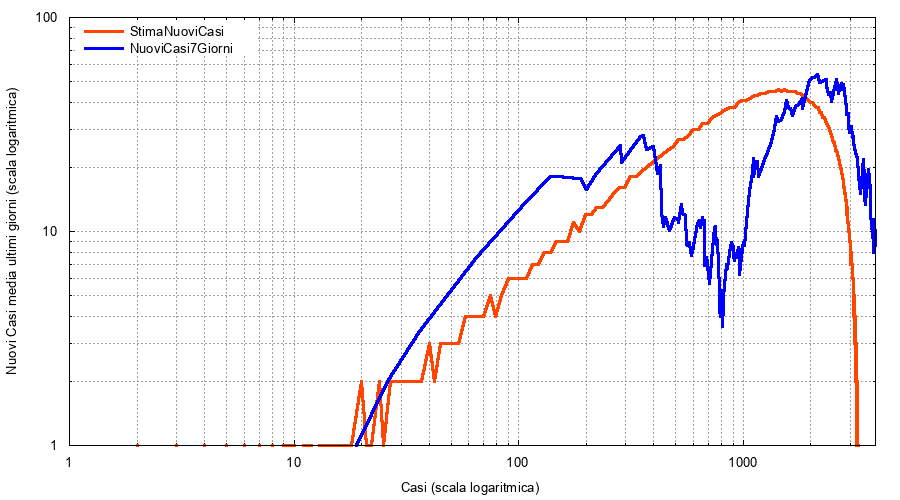 100
StimaNuoviCasi
NuoviCasi7Giorni
Nuovi Casi media ultimi giorni (scala logaritmica)
10
1
1
10
100
1000
Casi (scala logaritmica)